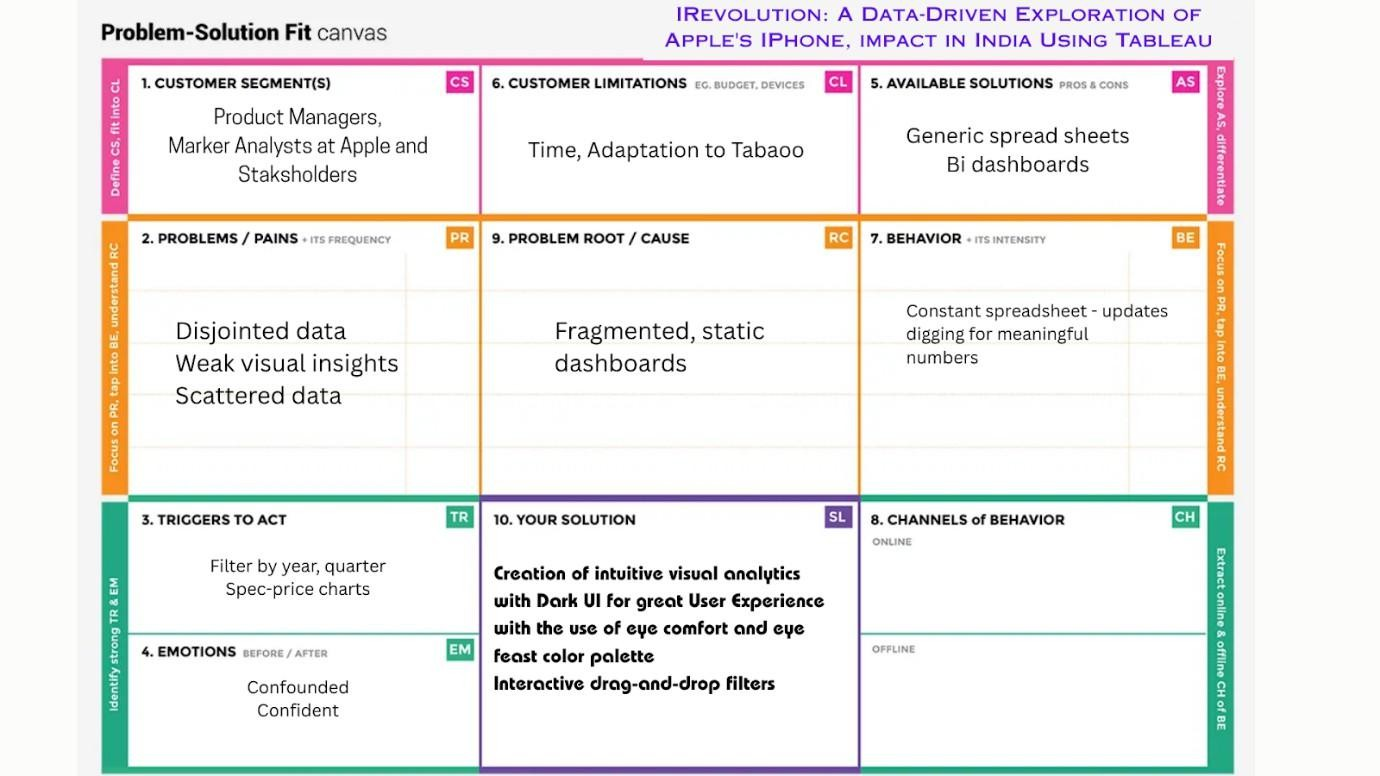 Problem-Solution Fit canvas
IRevolution: A Data-Driven Exploration of
Apple's IPhone, impact in India Using Tableau
Define CS, fit into CL
1. CUSTOMER SEGMENT(S)
CS
Product Managers,
Marker Analysts at Apple and
Staksholders
6. CUSTOMER LIMITATIONS EG. BUDGET, DEVICES
CL
Time, Adaptation to Tabaoo
5. AVAILABLE SOLUTIONS PROS & CONS
AS
Generic spread sheets
Bi dashboards
Explore AS, differentiate
Focus on PR, tap into BE, understand RC
2. PROBLEMS / PAINS + ITS FREQUENCY
PR
Disjointed data
Weak visual insights
Scattered data
9. PROBLEM ROOT / CAUSE
RC
Fragmented, static
dashboards
7. BEHAVIOR + ITS INTENSITY
BE
Constant spreadsheet - updates
digging for meaningful
numbers
Focus on PR, tap into BE, understand RC
Identify strong TR & EM
3. TRIGGERS TO ACT
TR
Filter by year, quarter
Spec-price charts
4. EMOTIONS BEFORE / AFTER
EM
Confounded
Confident
10. YOUR SOLUTION
SL
Creation of intuitive visual analytics
with Dark UI for great User Experience
with the use of eye comfort and eye
feast color palette
Interactive drag-and-drop filters
8. CHANNELS of BEHAVIOR
CH
ONLINE
OFFLINE
Extract online & offline CH of BE